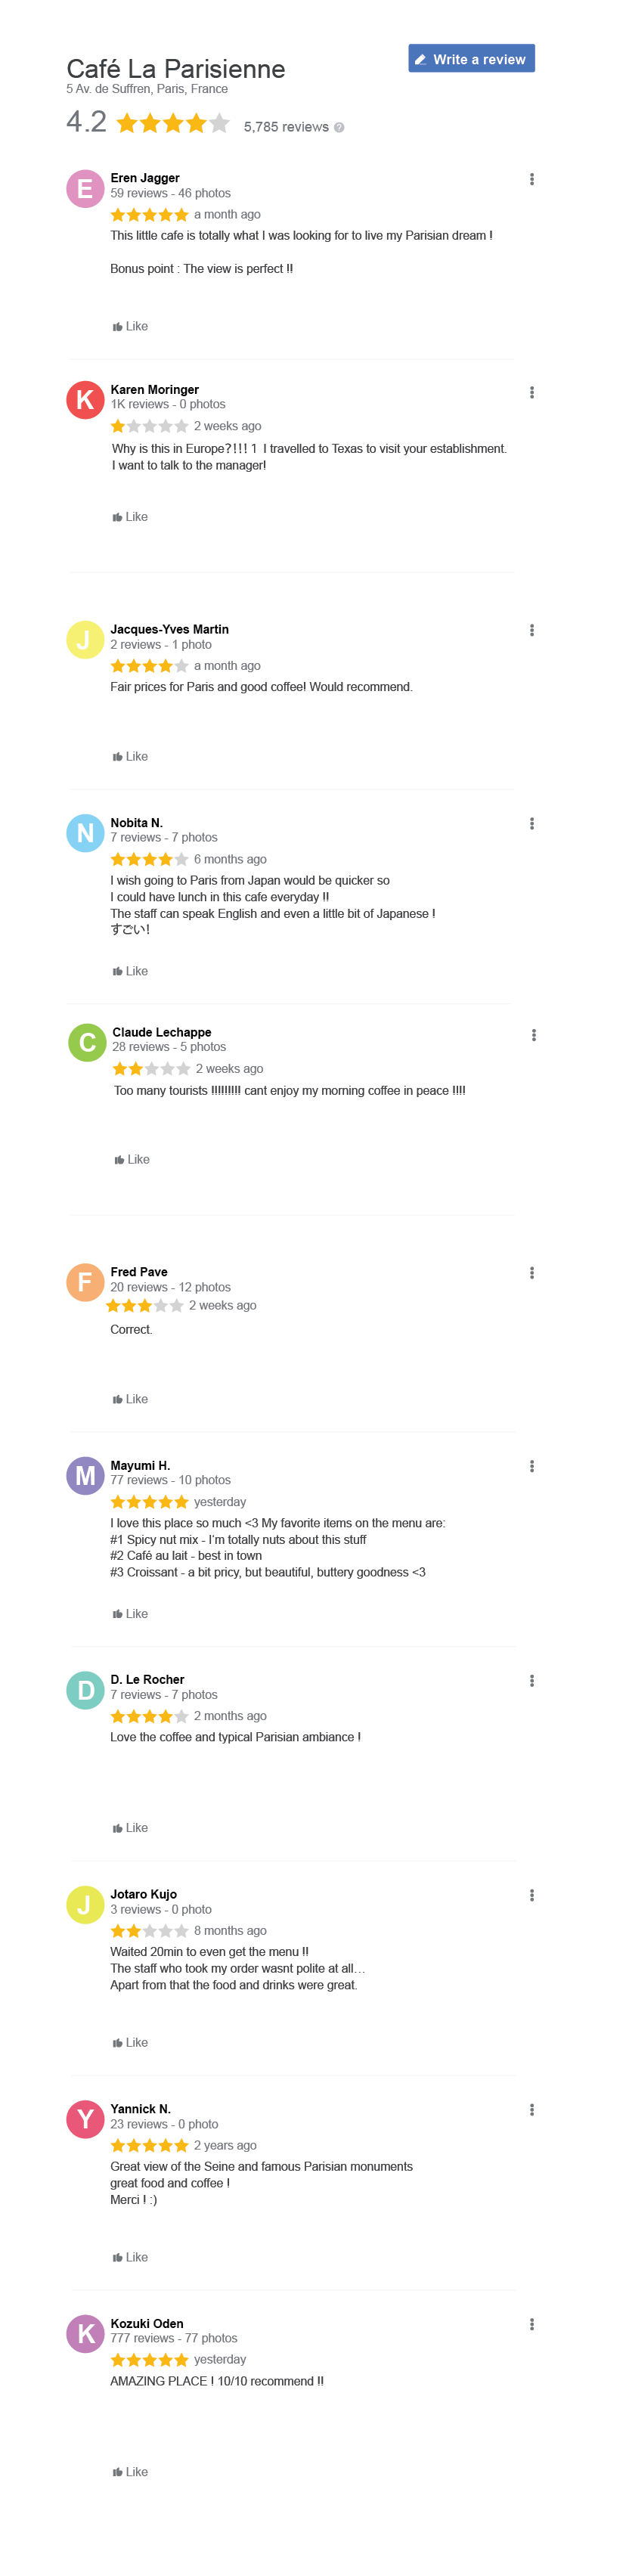 Café La Parisienne
Write a review
5 Av. de Suffren, Paris, France
4.2
5,785 reviews ?
E
Eren Jagger
59 reviews - 46 photos
a month ago
This little cafe is totally what I was looking for to live my Parisian dream !
Bonus point : The view is perfect !!
Like
K
Karen Moringer
1K reviews - 0 photos
2 weeks ago
Why is this in Europe?!!! 1 I travelled to Texas to visit your establishment.
I want to talk to the manager!
Like
J
Jacques-Yves Martin
2 reviews - 1 photo
a month ago
Fair prices for Paris and good coffee! Would recommend.
Like
N
Nobita N.
7 reviews - 7 photos
6 months ago
I wish going to Paris from Japan would be quicker so
I could have lunch in this cafe everyday !!
The staff can speak English and even a little bit of Japanese !
すごい!
Like
C
Claude Lechappe
28 reviews - 5 photos
2 weeks ago
Too many tourists !!!!!!!!! cant enjoy my morning coffee in peace !!!!
Like
F
Fred Pave
20 reviews - 12 photos
2 weeks ago
Correct.
Like
M
Mayumi H.
77 reviews - 10 photos
yesterday
I love this place so much <3 My favorite items on the menu are:
#1 Spicy nut mix - I'm totally nuts about this stuff
#2 Café au lait - best in town
#3 Croissant - a bit pricy, but beautiful, buttery goodness <3
Like
D
D. Le Rocher
7 reviews - 7 photos
2 months ago
Love the coffee and typical Parisian ambiance !
Like
J
Jotaro Kujo
3 reviews - 0 photo
8 months ago
Waited 20min to even get the menu !!
The staff who took my order wasnt polite at all…
Apart from that the food and drinks were great.
Like
Y
Yannick N.
23 reviews - 0 photo
2 years ago
Great view of the Seine and famous Parisian monuments
great food and coffee !
Merci ! :)
Like
K
Kozuki Oden
777 reviews - 77 photos
yesterday
AMAZING PLACE ! 10/10 recommend !!
Like